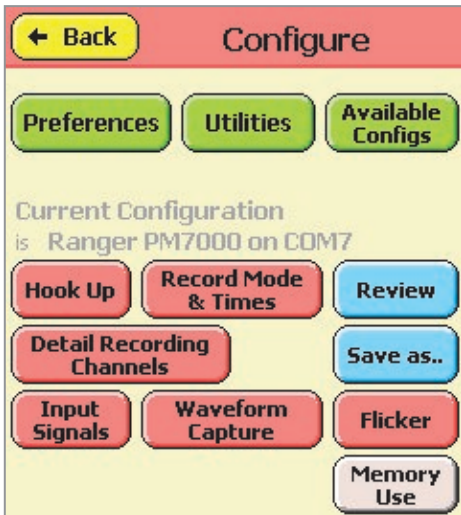 ← Back
Configure
Preferences
Utilities
Available
Configs
Current Configuration
is Ranger PM7000 on COM7
Hook Up
Record Mode
& Times
Review
Detail Recording
Channels
Save as..
Input
Signals
Waveform
Capture
Flicker
Memory
Use